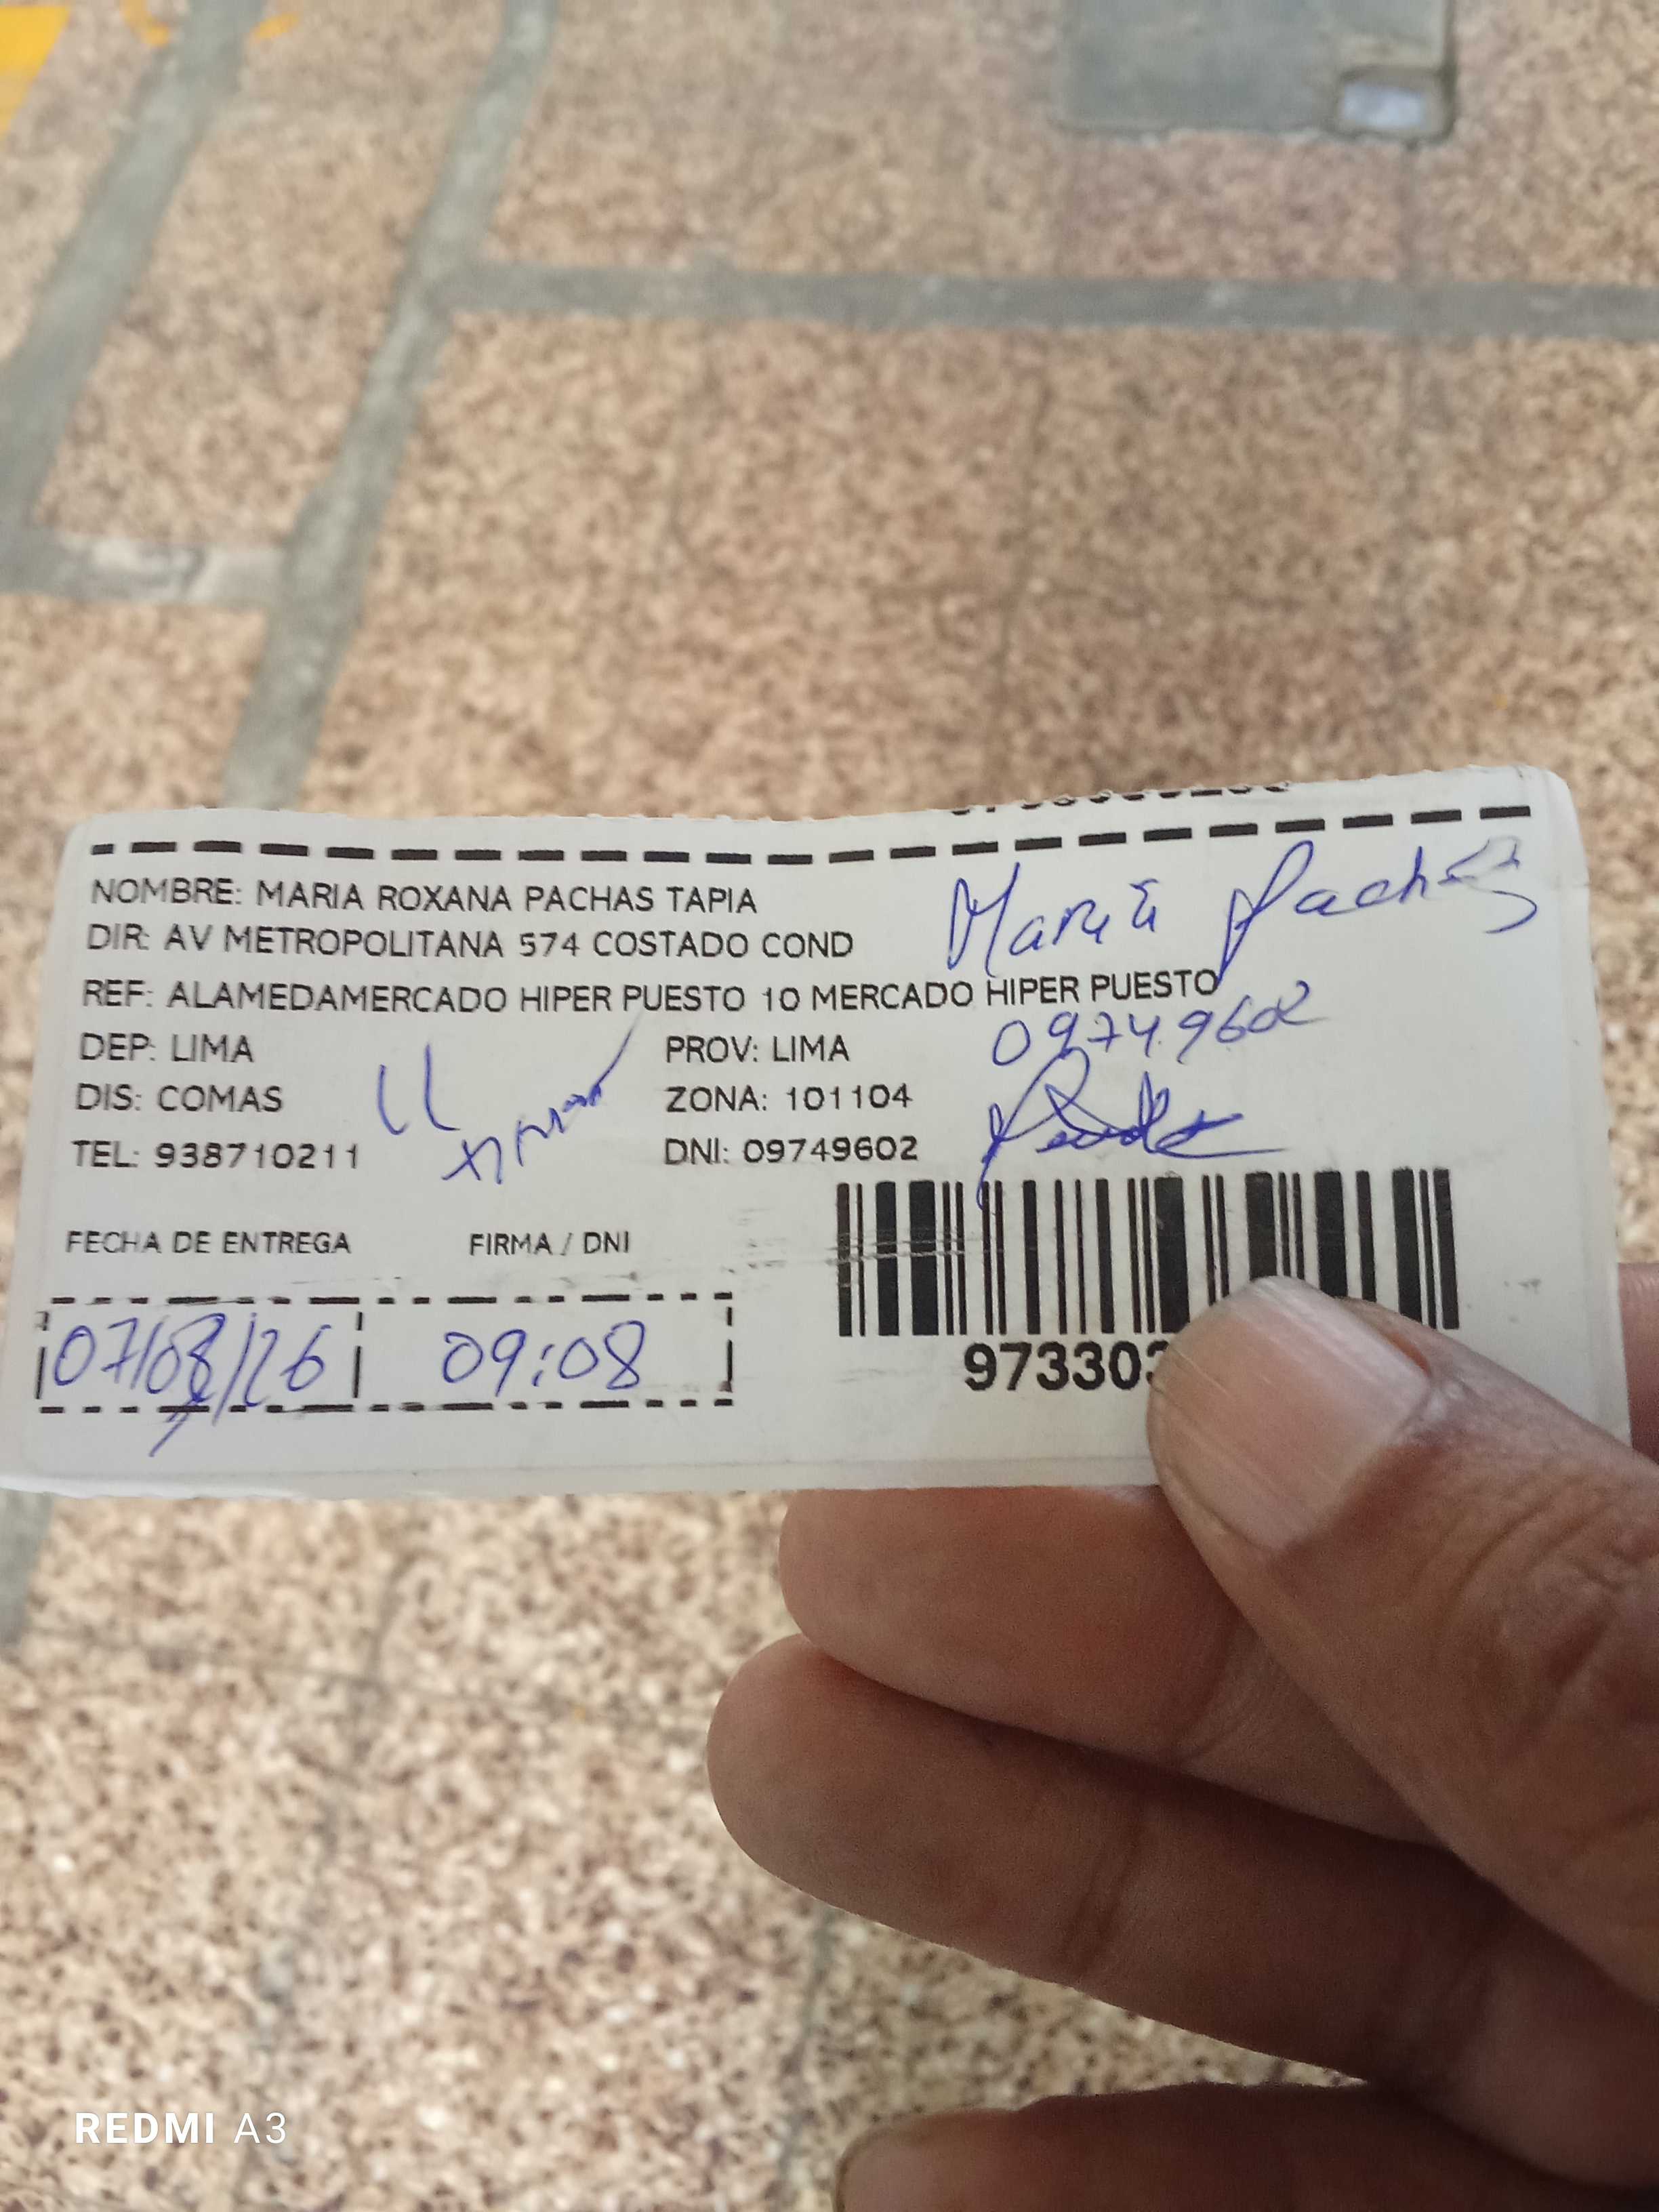 NOMBRE: MARIA ROXANA PACHAS TAPIA
Maria Pachas
DIR: AV METROPOLITANA 574 COSTADO COND
REF: ALAMEDAMERCADO HIPER PUESTO 10 MERCADO HIPER PUESTO
09749602
DEP: LIMA PROV: LIMA
DIS: COMAS ZONA: 101104
TEL: 938710211 DNI: 09749602
FECHA DE ENTREGA FIRMA / DNI
07/08/26 09:08
973303
REDMI A3